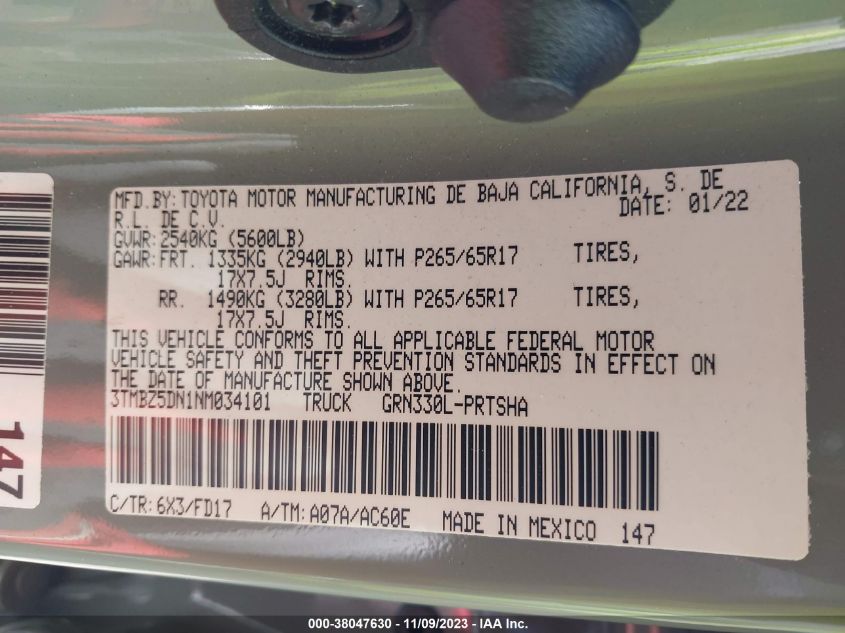 MFD.BY:TOYOTA MOTOR MANUFACTURING DE BAJA CALIFORNIA, S. DE
R.L. DE C.V. DATE: 01/22
GVWR:2540KG (5600LB)
GAWR:FRT. 1335KG (2940LB) WITH P265/65R17 TIRES,
17X7.5J RIMS.
RR. 1490KG (3280LB) WITH P265/65R17 TIRES,
17X7.5J RIMS.
THIS VEHICLE CONFORMS TO ALL APPLICABLE FEDERAL MOTOR
VEHICLE SAFETY AND THEFT PREVENTION STANDARDS IN EFFECT ON
THE DATE OF MANUFACTURE SHOWN ABOVE.
3TMBZ5DN1NM034101 TRUCK GRN330L-PRTSHA
C/TR:6X3/FD17 A/TM:A07A/AC60E MADE IN MEXICO 147
147
000-38047630 - 11/09/2023 - IAA Inc.